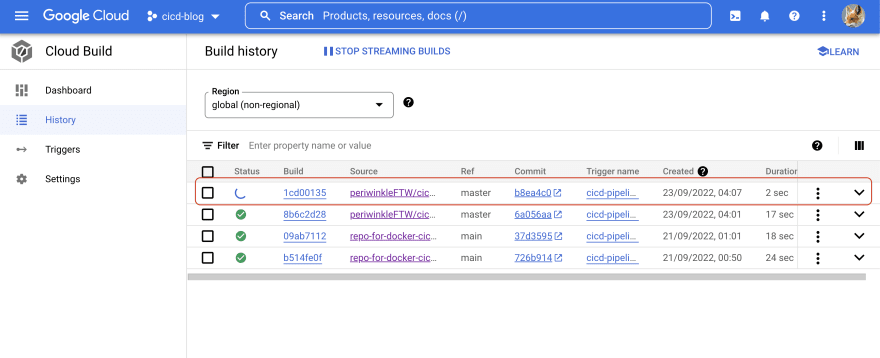 Google Cloud cicd-blog Search Products, resources, docs (/)
Cloud Build Build history STOP STREAMING BUILDS LEARN
Dashboard
History
Triggers
Settings
Region
global (non-regional)
Filter Enter property name or value
Status Build Source Ref Commit Trigger name Created Duration
1cd00135 periwinkleFTW/cic... master b8ea4c0 cicd-pipeli... 23/09/2022, 04:07 2 sec
8b6c2d28 periwinkleFTW/cic... master 6a056aa cicd-pipeli... 23/09/2022, 04:01 17 sec
09ab7112 repo-for-docker-cic... main 37d3595 cicd-pipeli... 21/09/2022, 01:01 18 sec
b514fe0f repo-for-docker-cic... main 726b914 cicd-pipeli... 21/09/2022, 00:50 24 sec